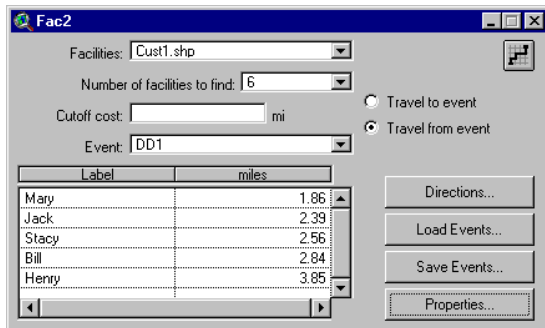 Fac2
Facilities: Cust1.shp
Number of facilities to find: 6
Cutoff cost: mi
Event: DD1
Travel to event
Travel from event
Label miles
Mary 1.86
Jack 2.39
Stacy 2.56
Bill 2.84
Henry 3.85
Directions...
Load Events...
Save Events...
Properties...